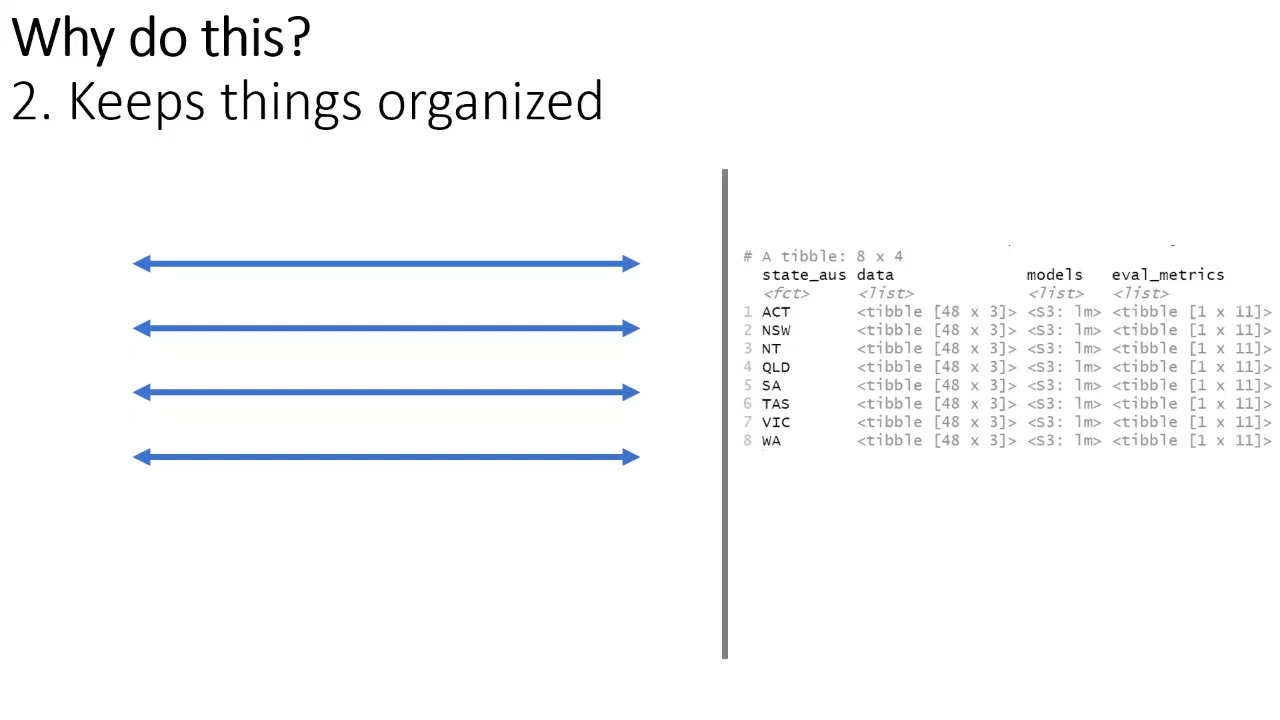 Why do this?
2. Keeps things organized
# A tibble: 8 x 4
state_aus data models eval_metrics
<fct> <list> <list> <list>
1 ACT <tibble [48 x 3]> <S3: lm> <tibble [1 x 11]>
2 NSW <tibble [48 x 3]> <S3: lm> <tibble [1 x 11]>
3 NT <tibble [48 x 3]> <S3: lm> <tibble [1 x 11]>
4 QLD <tibble [48 x 3]> <S3: lm> <tibble [1 x 11]>
5 SA <tibble [48 x 3]> <S3: lm> <tibble [1 x 11]>
6 TAS <tibble [48 x 3]> <S3: lm> <tibble [1 x 11]>
7 VIC <tibble [48 x 3]> <S3: lm> <tibble [1 x 11]>
8 WA <tibble [48 x 3]> <S3: lm> <tibble [1 x 11]>